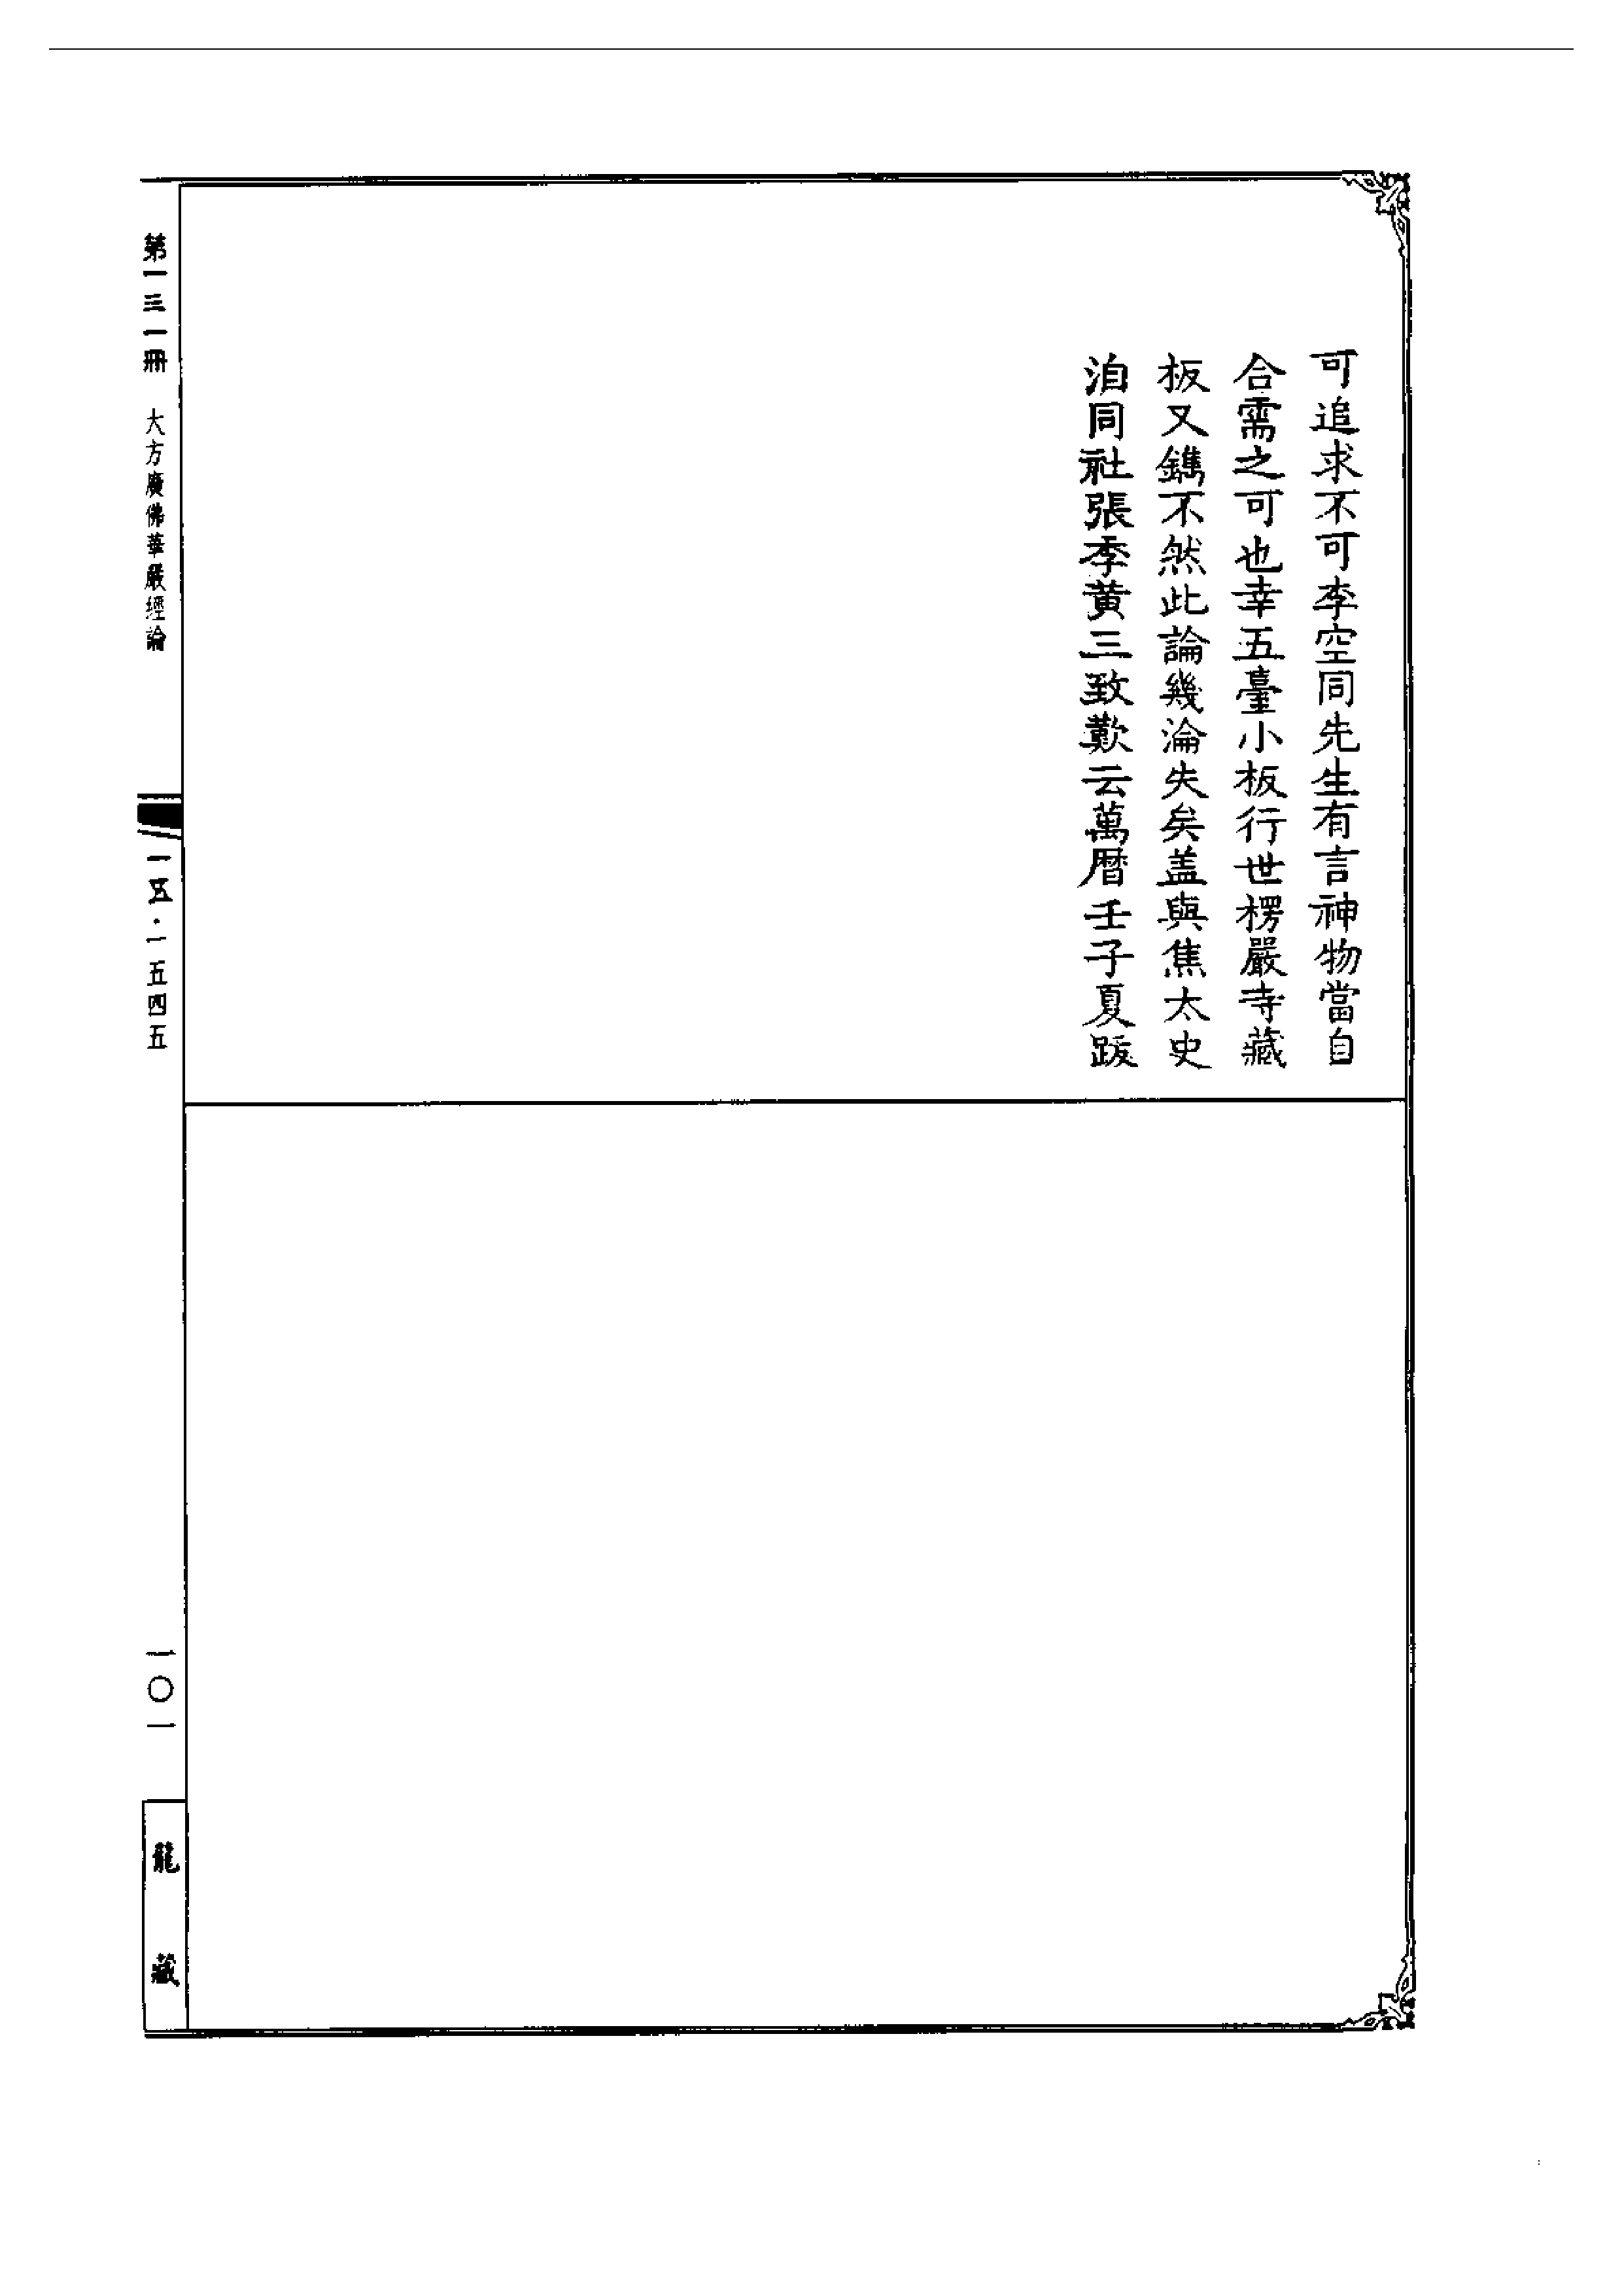 可追求不可李空同先生有言神物當自
合需之可也幸五臺小板行世楞嚴寺藏
板又鐫不然此論幾淪失矣盖與焦太史
洎同社張李黃三致歎云萬曆壬子夏跋
第一三一冊　大方廣佛華嚴經論
一五·一五四五
一〇一
龍藏